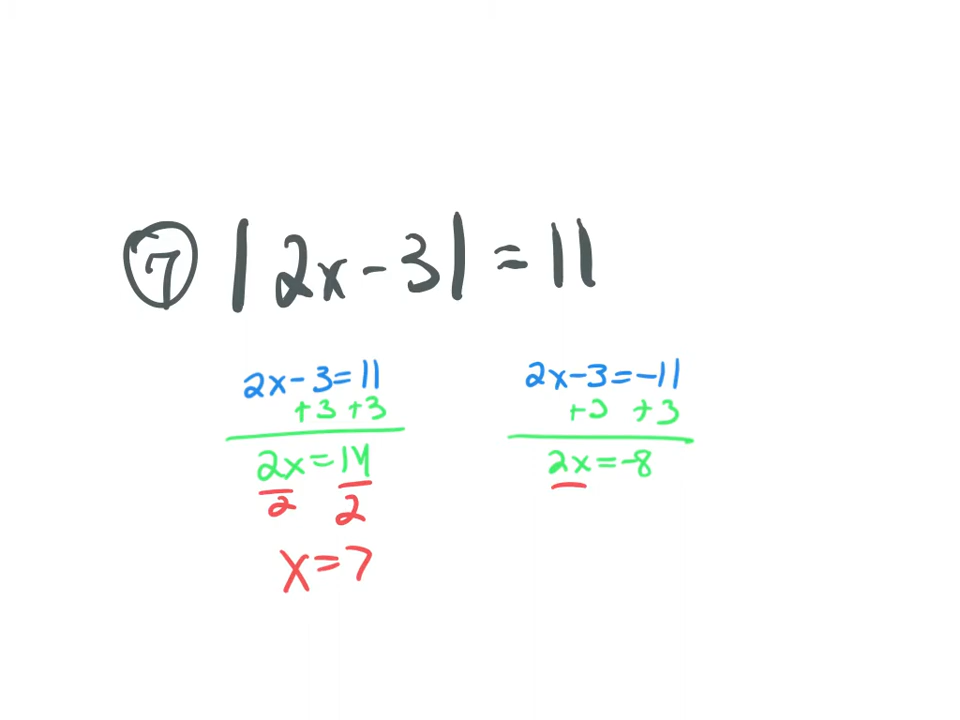 ⑦ |2x-3| = 11
2x-3=11
+3 +3
2x=14
2 2
x=7
2x-3=-11
+3 +3
2x=-8